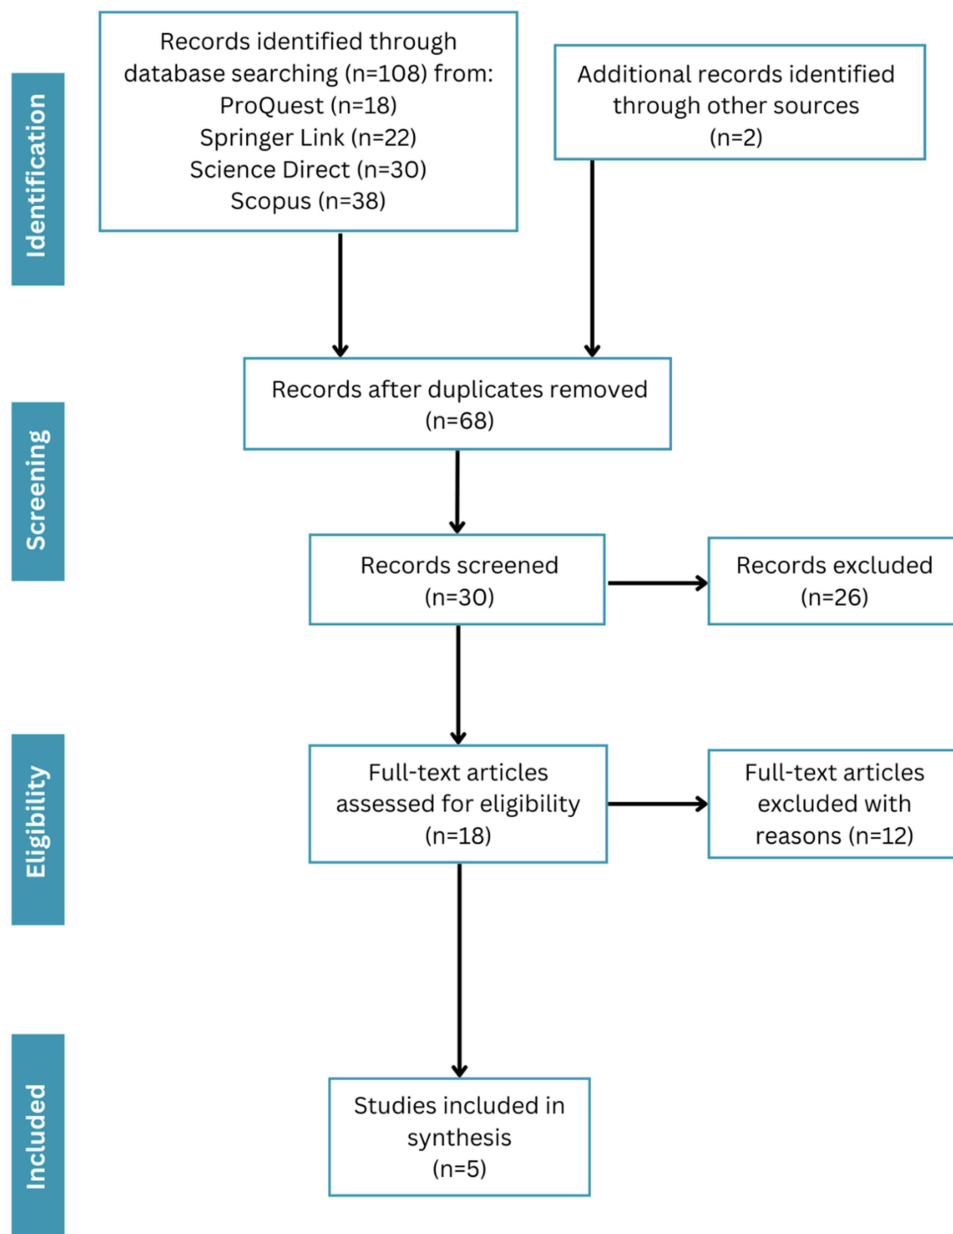 Identification
Records identified through
database searching (n=108) from:
ProQuest (n=18)
Springer Link (n=22)
Science Direct (n=30)
Scopus (n=38)
Additional records identified
through other sources
(n=2)
Screening
Records after duplicates removed
(n=68)
Records screened
(n=30)
Records excluded
(n=26)
Eligibility
Full-text articles
assessed for eligibility
(n=18)
Full-text articles
excluded with
reasons (n=12)
Included
Studies included in
synthesis
(n=5)